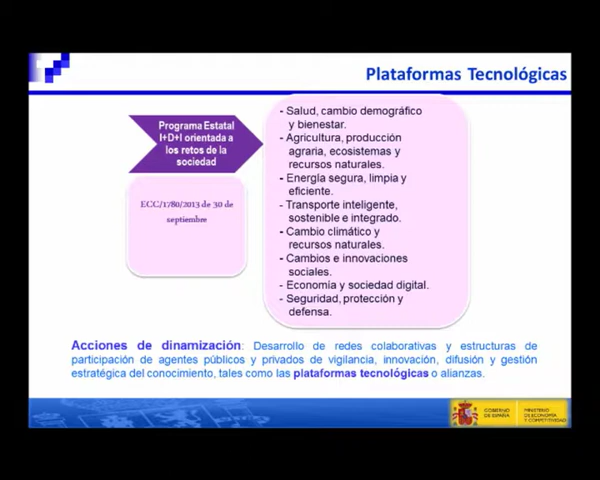 Plataformas Tecnológicas
Programa Estatal
I+D+I orientada a
los retos de la
sociedad
ECC/1780/2013 de 30 de
septiembre
- Salud, cambio demográfico
y bienestar.
- Agricultura, producción
agraria, ecosistemas y
recursos naturales.
- Energía segura, limpia y
eficiente.
- Transporte inteligente,
sostenible e integrado.
- Cambio climático y
recursos naturales.
- Cambios e innovaciones
sociales.
- Economía y sociedad digital.
- Seguridad, protección y
defensa.
Acciones de dinamización: Desarrollo de redes colaborativas y estructuras de
participación de agentes públicos y privados de vigilancia, innovación, difusión y gestión
estratégica del conocimiento, tales como las plataformas tecnológicas o alianzas.
GOBIERNO
DE ESPAÑA
MINISTERIO
DE ECONOMÍA
Y COMPETITIVIDAD